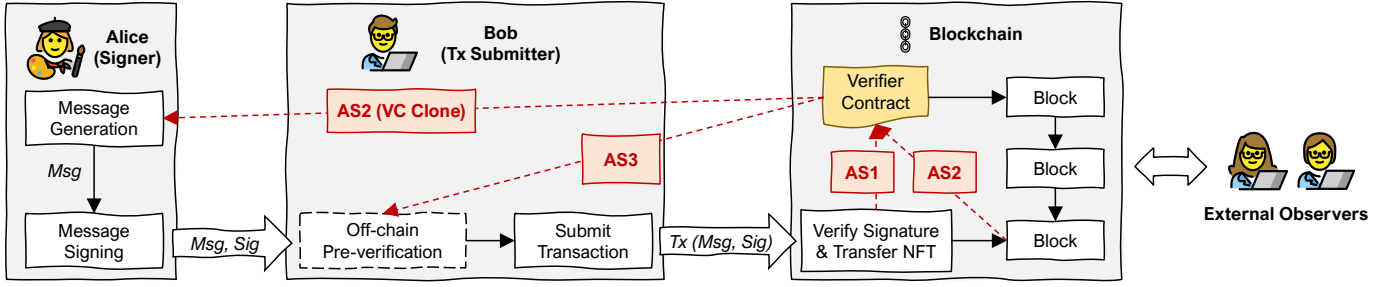 Alice
(Signer)
Message
Generation
Msg
Message
Signing
Msg, Sig
Bob
(Tx Submitter)
AS2 (VC Clone)
AS3
Off-chain
Pre-verification
Submit
Transaction
Tx (Msg, Sig)
Blockchain
Verifier
Contract
Block
AS1
AS2
Block
Verify Signature
& Transfer NFT
Block
External Observers